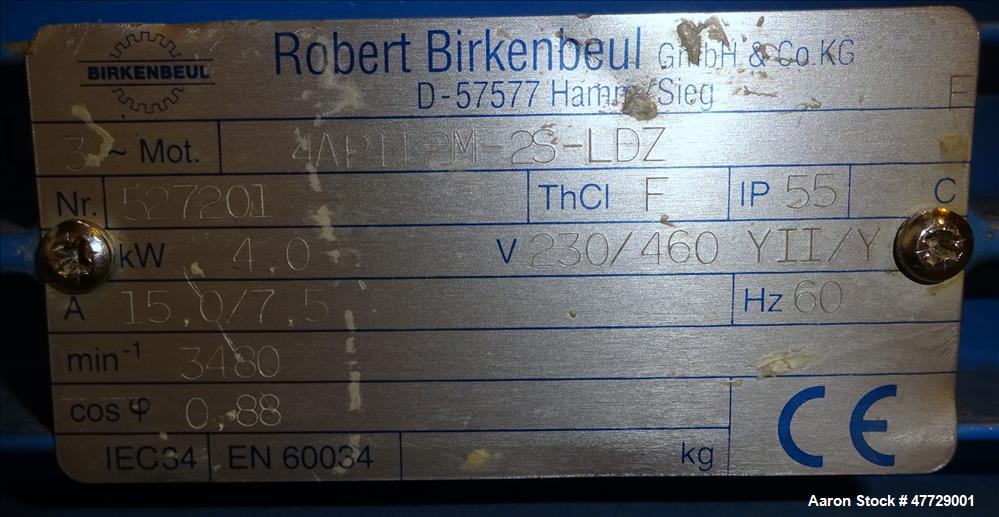 BIRKENBEUL
Robert Birkenbeul GmbH & Co.KG
D-57577 Hamm/Sieg
F
3 ~ Mot. 4AP112M-2S-LDZ
Nr. 527201 ThCl F IP 55 C
kW 4.0 V 230/460 YII/Y
A 15.0/7.5 Hz 60
min-1 3480
cos φ 0.88
IEC34 EN 60034 kg
CE
Aaron Stock # 47729001